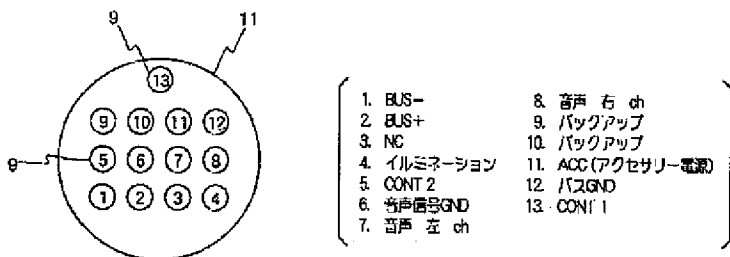 9
11
13
9 10 11 12
9
5 6 7 8
1 2 3 4
1. BUS-
2. BUS+
3. NC
4. イルミネーション
5. CONT 2
6. 音声信号GND
7. 音声 左 ch
8. 音声 右 ch
9. バックアップ
10. バックアップ
11. ACC(アクセサリー電源)
12. バスGND
13. CONT 1